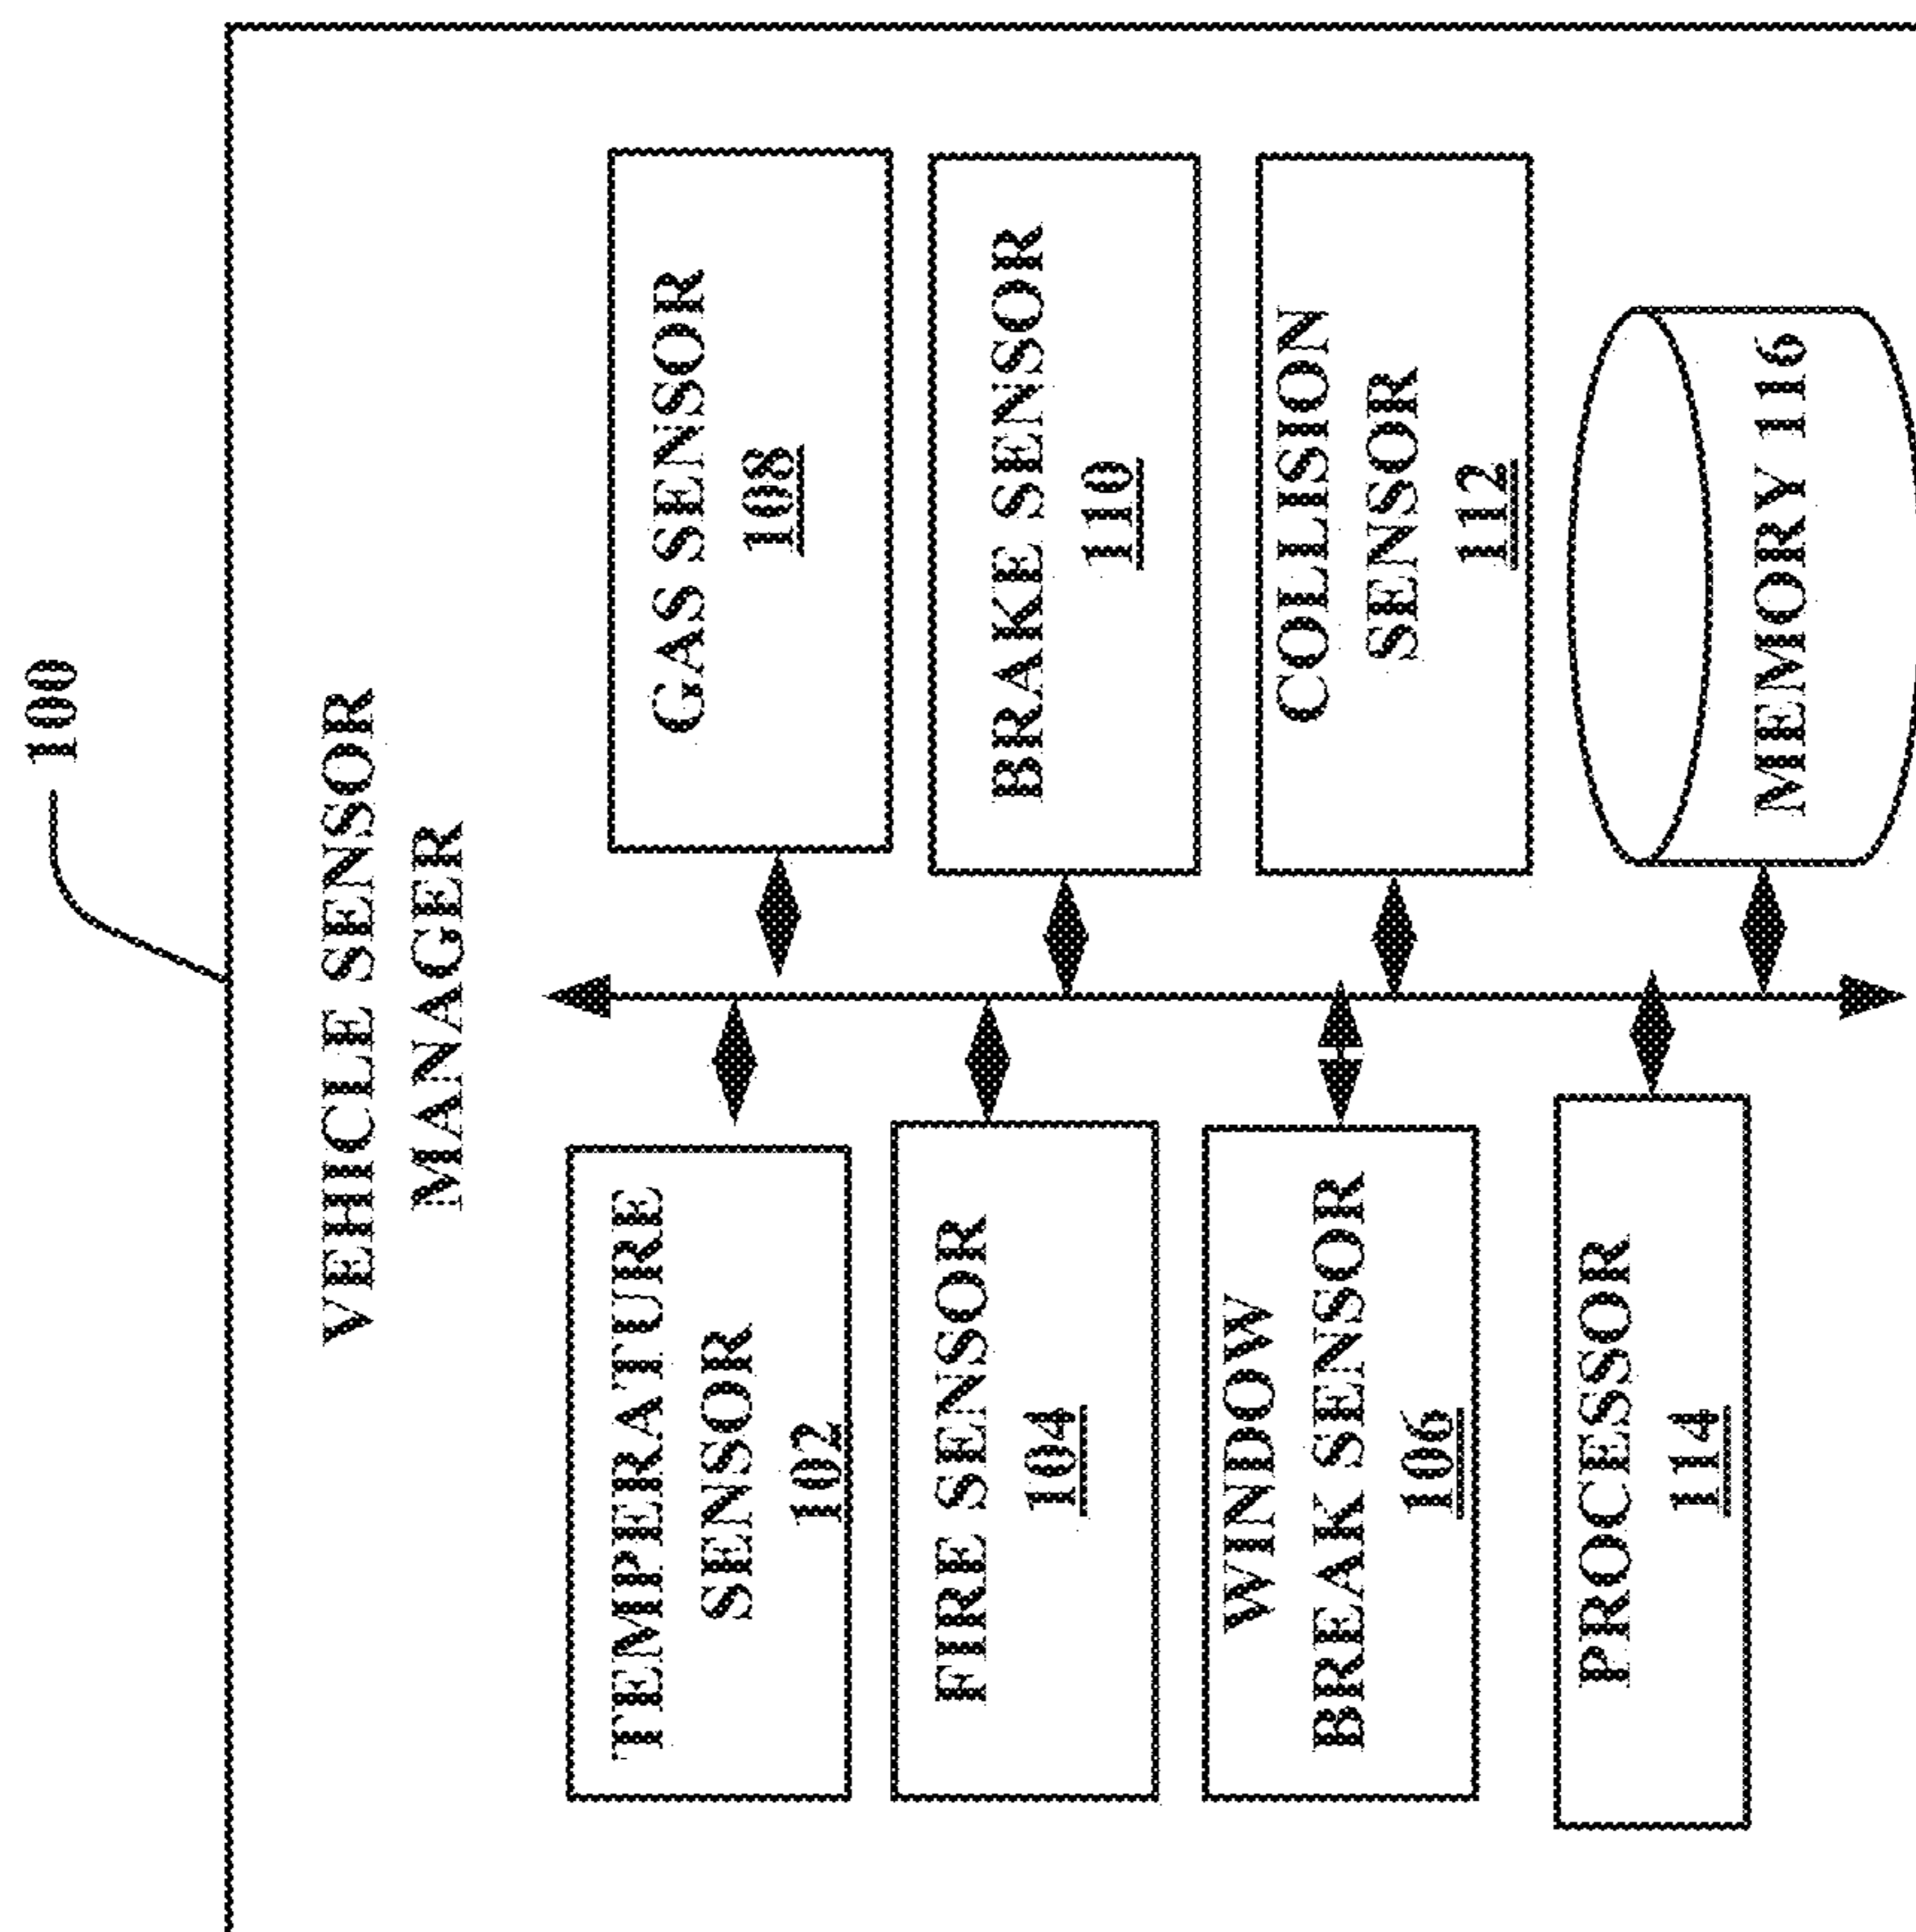 100
VEHICLE SENSOR
MANAGER
TEMPERATURE
SENSOR
102
GAS SENSOR
108
FIRE SENSOR
104
BRAKE SENSOR
110
WINDOW
BREAK SENSOR
106
COLLISION
SENSOR
112
PROCESSOR
114
MEMORY 116